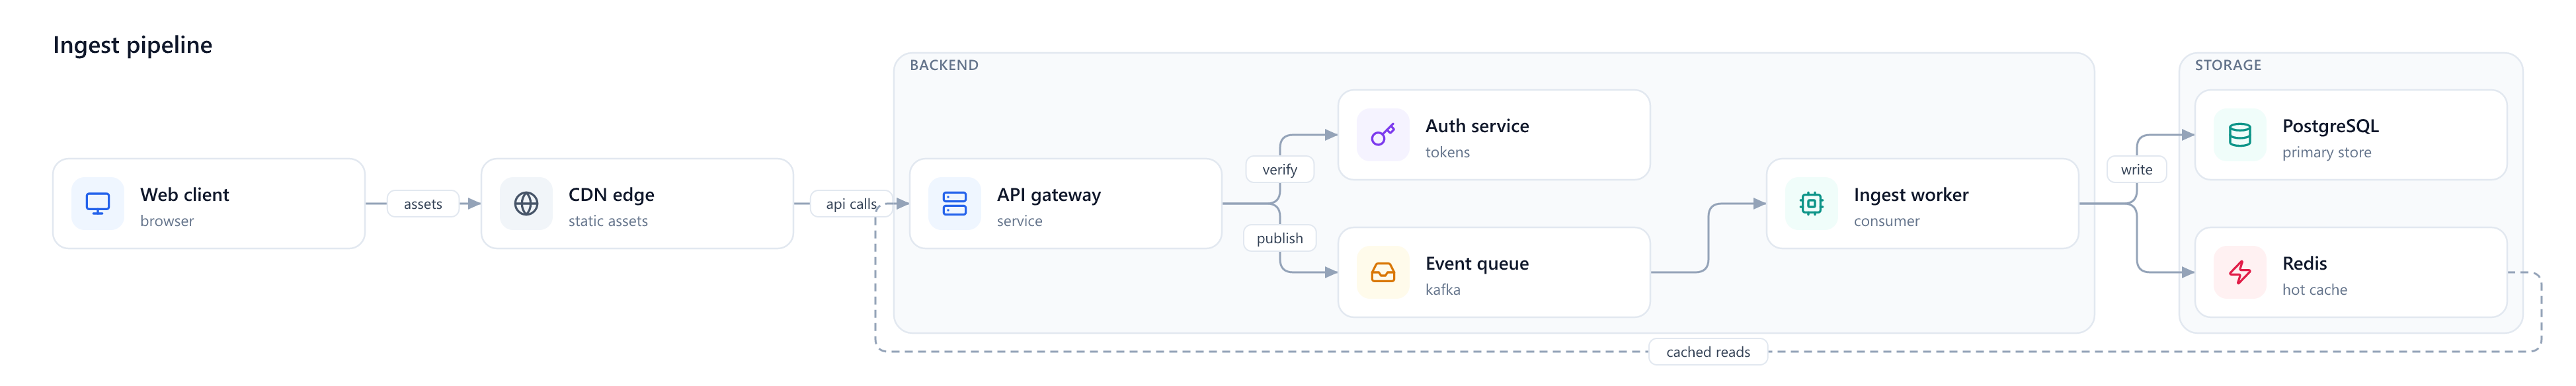 Ingest pipeline
BACKEND
STORAGE
Web client
browser
assets
CDN edge
static assets
api calls
API gateway
service
verify
publish
Auth service
tokens
Event queue
kafka
Ingest worker
consumer
write
PostgreSQL
primary store
Redis
hot cache
cached reads